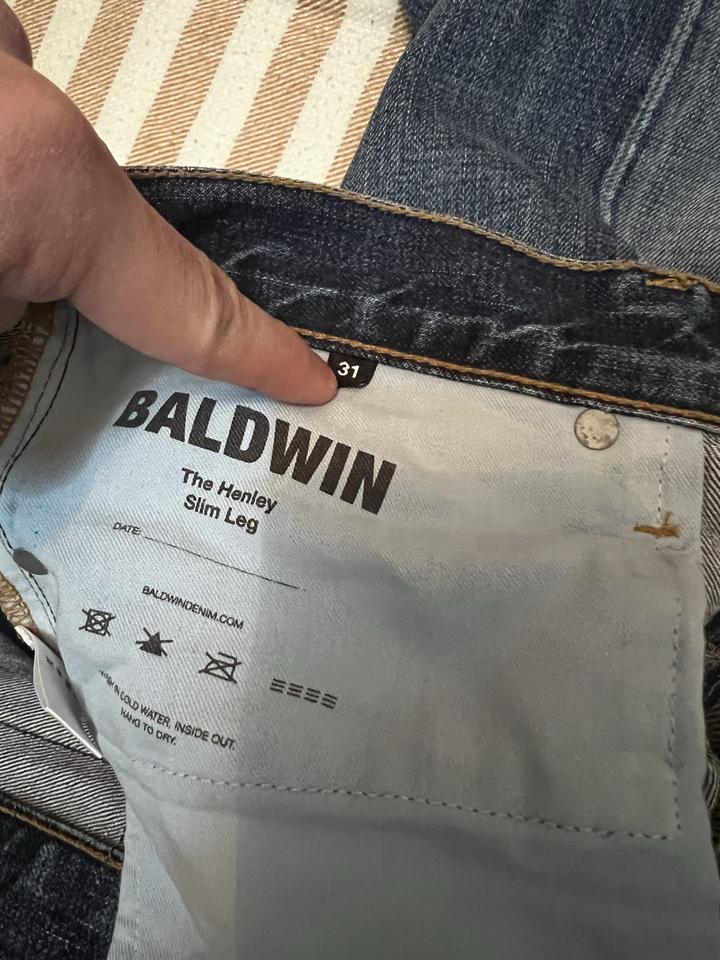 31
BALDWIN
The Henley
Slim Leg
DATE:
BALDWINDENIM.COM
IN COLD WATER, INSIDE OUT.
HANG TO DRY.